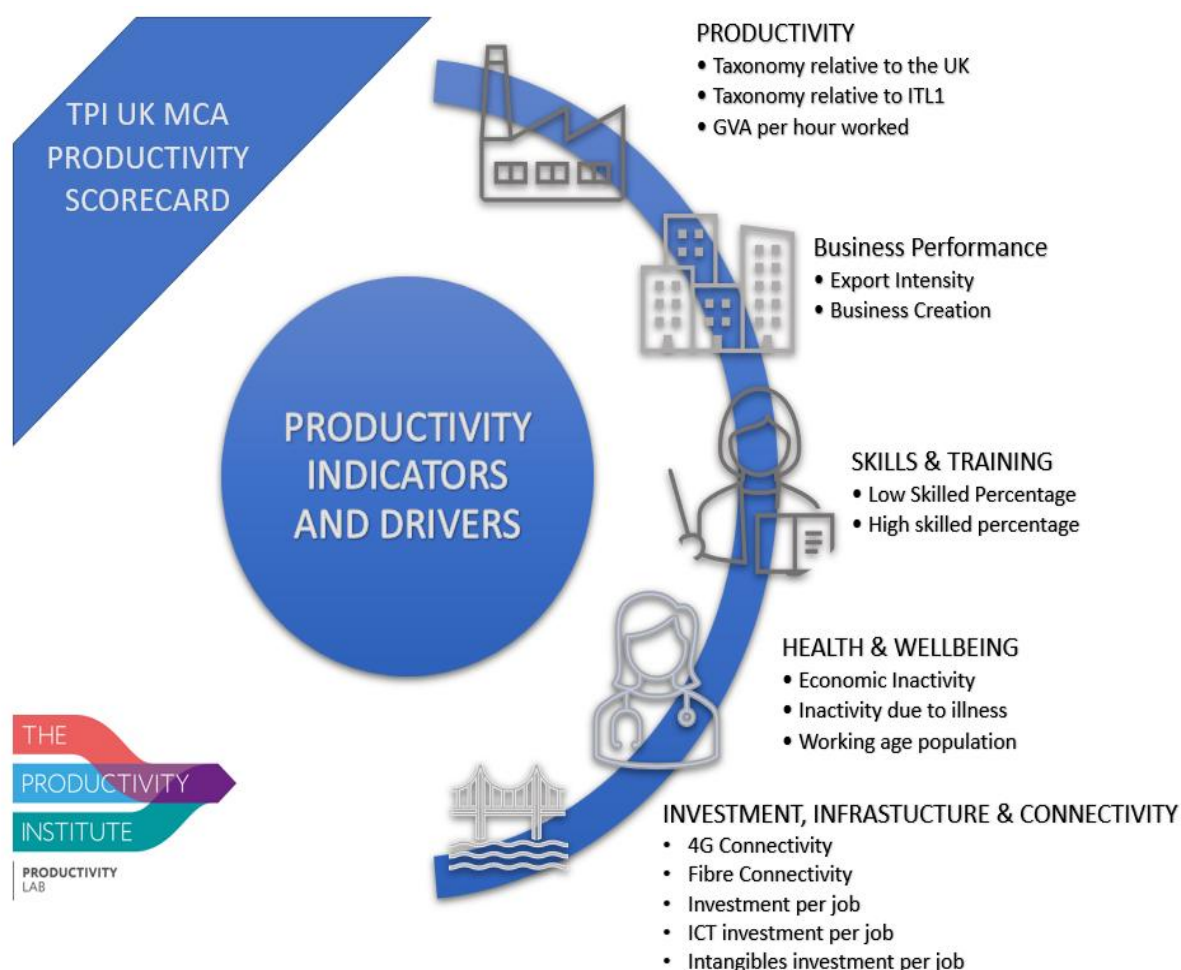 TPI UK MCA
PRODUCTIVITY
SCORECARD
PRODUCTIVITY
• Taxonomy relative to the UK
• Taxonomy relative to ITL1
• GVA per hour worked
Business Performance
• Export Intensity
• Business Creation
PRODUCTIVITY
INDICATORS
AND DRIVERS
SKILLS & TRAINING
• Low Skilled Percentage
• High skilled percentage
HEALTH & WELLBEING
• Economic Inactivity
• Inactivity due to illness
• Working age population
INVESTMENT, INFRASTUCTURE & CONNECTIVITY
• 4G Connectivity
• Fibre Connectivity
• Investment per job
• ICT investment per job
• Intangibles investment per job
THE
PRODUCTIVITY
INSTITUTE
PRODUCTIVITY
LAB